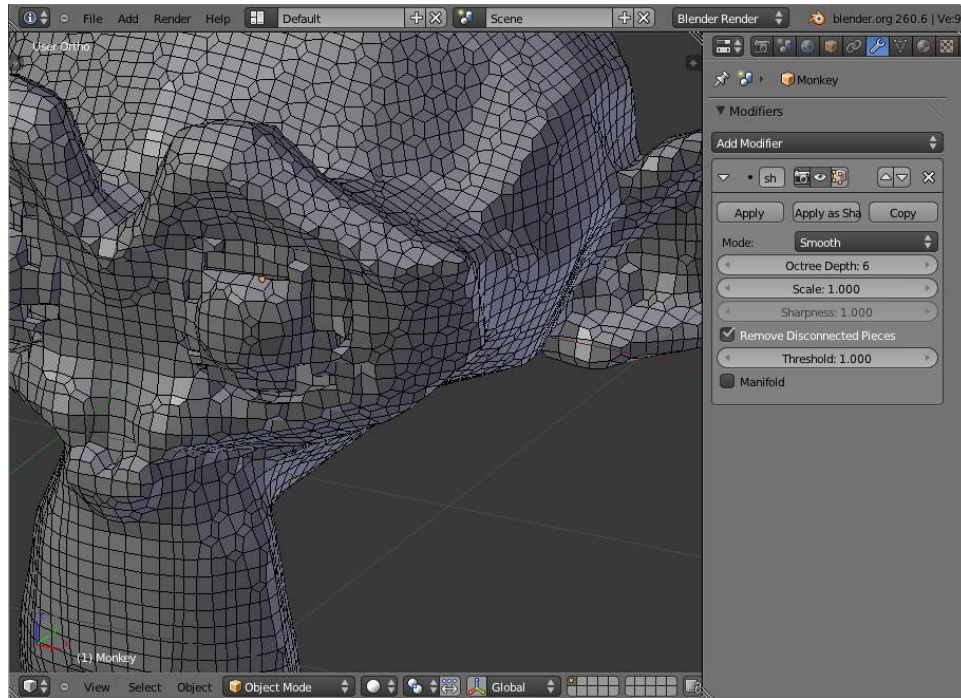 File Add Render Help Default Scene Blender Render blender.org 260.6 | Ve:9
User Ortho
Monkey
Modifiers
Add Modifier
sh
Apply Apply as Sha Copy
Mode: Smooth
Octree Depth: 6
Scale: 1.000
Sharpness: 1.000
Remove Disconnected Pieces
Threshold: 1.000
Manifold
(1) Monkey
View Select Object Object Mode Global